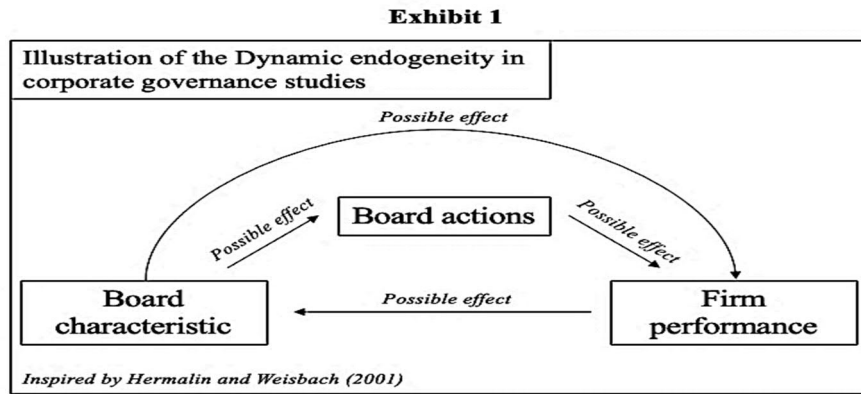 Exhibit 1
Illustration of the Dynamic endogeneity in
corporate governance studies
Possible effect
Board actions
Possible effect
Possible effect
Board
characteristic
Possible effect
Firm
performance
Inspired by Hermalin and Weisbach (2001)